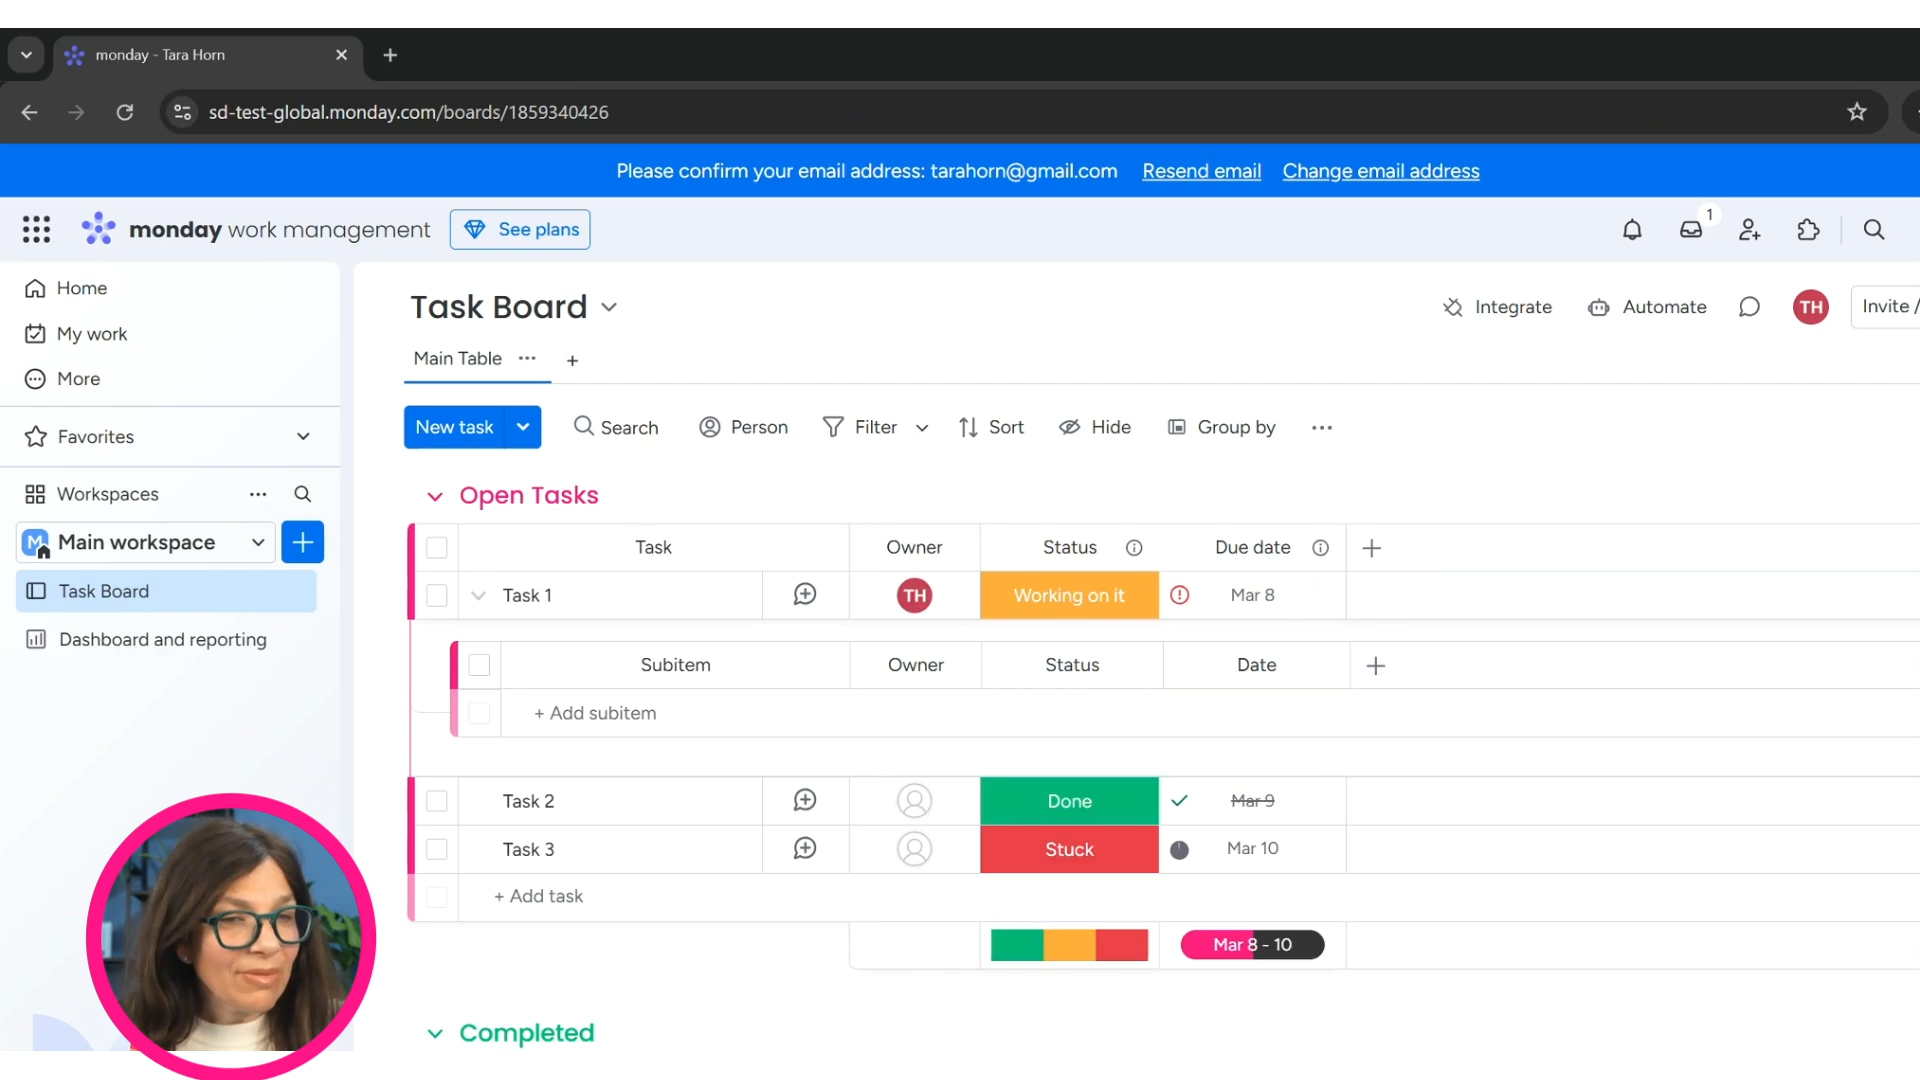 monday - Tara Horn
sd-test-global.monday.com/boards/1859340426
Please confirm your email address: tarahorn@gmail.com Resend email Change email address
monday work management See plans 1
Home
My work
More
Favorites
Workspaces
M Main workspace
Task Board
Dashboard and reporting
Task Board Integrate Automate TH Invite /
Main Table
New task Search Person Filter Sort Hide Group by
Open Tasks
Task Owner Status Due date
Task 1 TH Working on it Mar 8
Subitem Owner Status Date
+ Add subitem
Task 2 Done Mar 9
Task 3 Stuck Mar 10
+ Add task
Mar 8 - 10
Completed